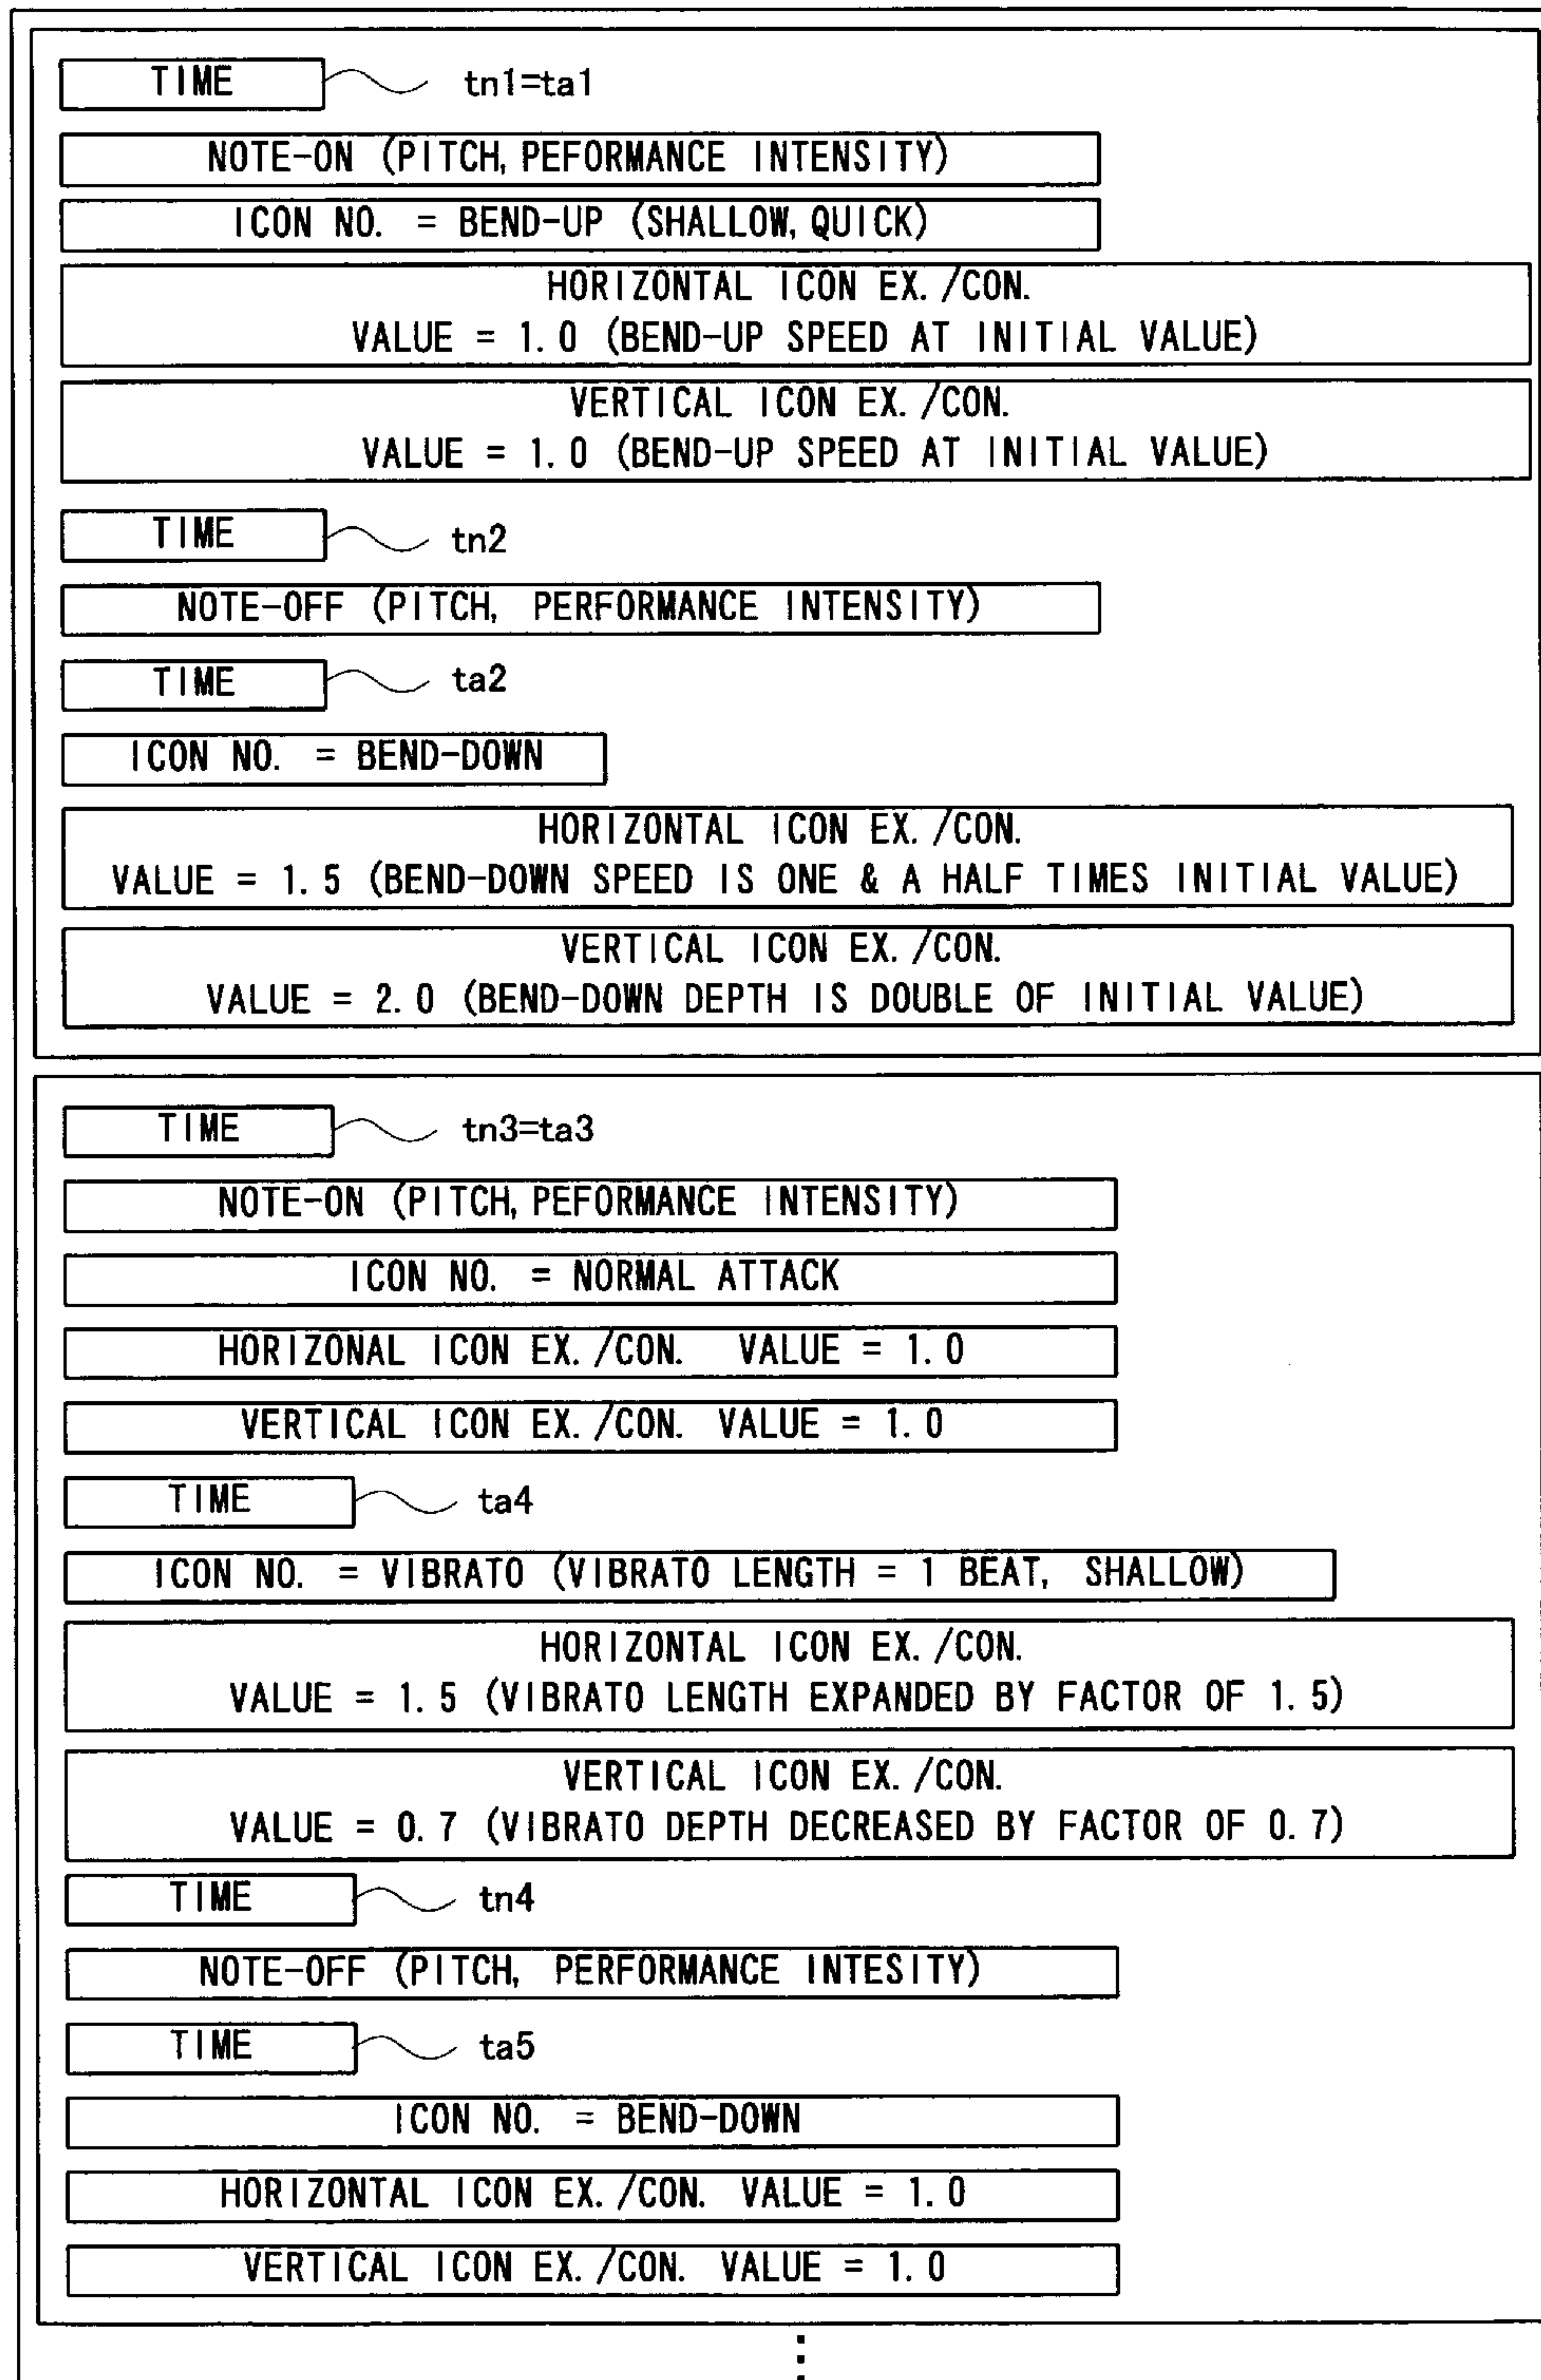 TIME tn1=ta1
NOTE-ON (PITCH, PEFORMANCE INTENSITY)
ICON NO. = BEND-UP (SHALLOW, QUICK)
HORIZONTAL ICON EX./CON.
VALUE = 1.0 (BEND-UP SPEED AT INITIAL VALUE)
VERTICAL ICON EX./CON.
VALUE = 1.0 (BEND-UP SPEED AT INITIAL VALUE)
TIME tn2
NOTE-OFF (PITCH, PERFORMANCE INTENSITY)
TIME ta2
ICON NO. = BEND-DOWN
HORIZONTAL ICON EX./CON.
VALUE = 1.5 (BEND-DOWN SPEED IS ONE & A HALF TIMES INITIAL VALUE)
VERTICAL ICON EX./CON.
VALUE = 2.0 (BEND-DOWN DEPTH IS DOUBLE OF INITIAL VALUE)
TIME tn3=ta3
NOTE-ON (PITCH, PEFORMANCE INTENSITY)
ICON NO. = NORMAL ATTACK
HORIZONAL ICON EX./CON. VALUE = 1.0
VERTICAL ICON EX./CON. VALUE = 1.0
TIME ta4
ICON NO. = VIBRATO (VIBRATO LENGTH = 1 BEAT, SHALLOW)
HORIZONTAL ICON EX./CON.
VALUE = 1.5 (VIBRATO LENGTH EXPANDED BY FACTOR OF 1.5)
VERTICAL ICON EX./CON.
VALUE = 0.7 (VIBRATO DEPTH DECREASED BY FACTOR OF 0.7)
TIME tn4
NOTE-OFF (PITCH, PERFORMANCE INTESITY)
TIME ta5
ICON NO. = BEND-DOWN
HORIZONTAL ICON EX./CON. VALUE = 1.0
VERTICAL ICON EX./CON. VALUE = 1.0